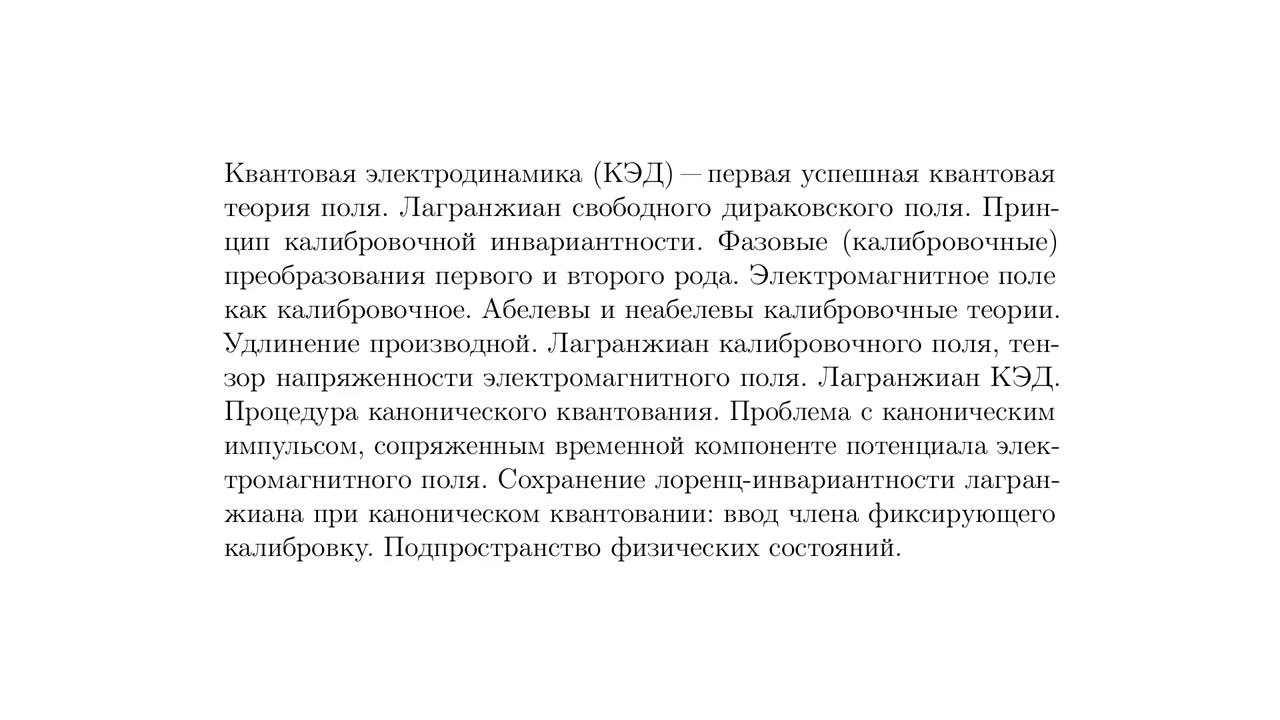 Квантовая электродинамика (КЭД) — первая успешная квантовая
теория поля. Лагранжиан свободного дираковского поля. Прин-
цип калибровочной инвариантности. Фазовые (калибровочные)
преобразования первого и второго рода. Электромагнитное поле
как калибровочное. Абелевы и неабелевы калибровочные теории.
Удлинение производной. Лагранжиан калибровочного поля, тен-
зор напряженности электромагнитного поля. Лагранжиан КЭД.
Процедура канонического квантования. Проблема с каноническим
импульсом, сопряженным временной компоненте потенциала элек-
тромагнитного поля. Сохранение лоренц-инвариантности лагран-
жиана при каноническом квантовании: ввод члена фиксирующего
калибровку. Подпространство физических состояний.